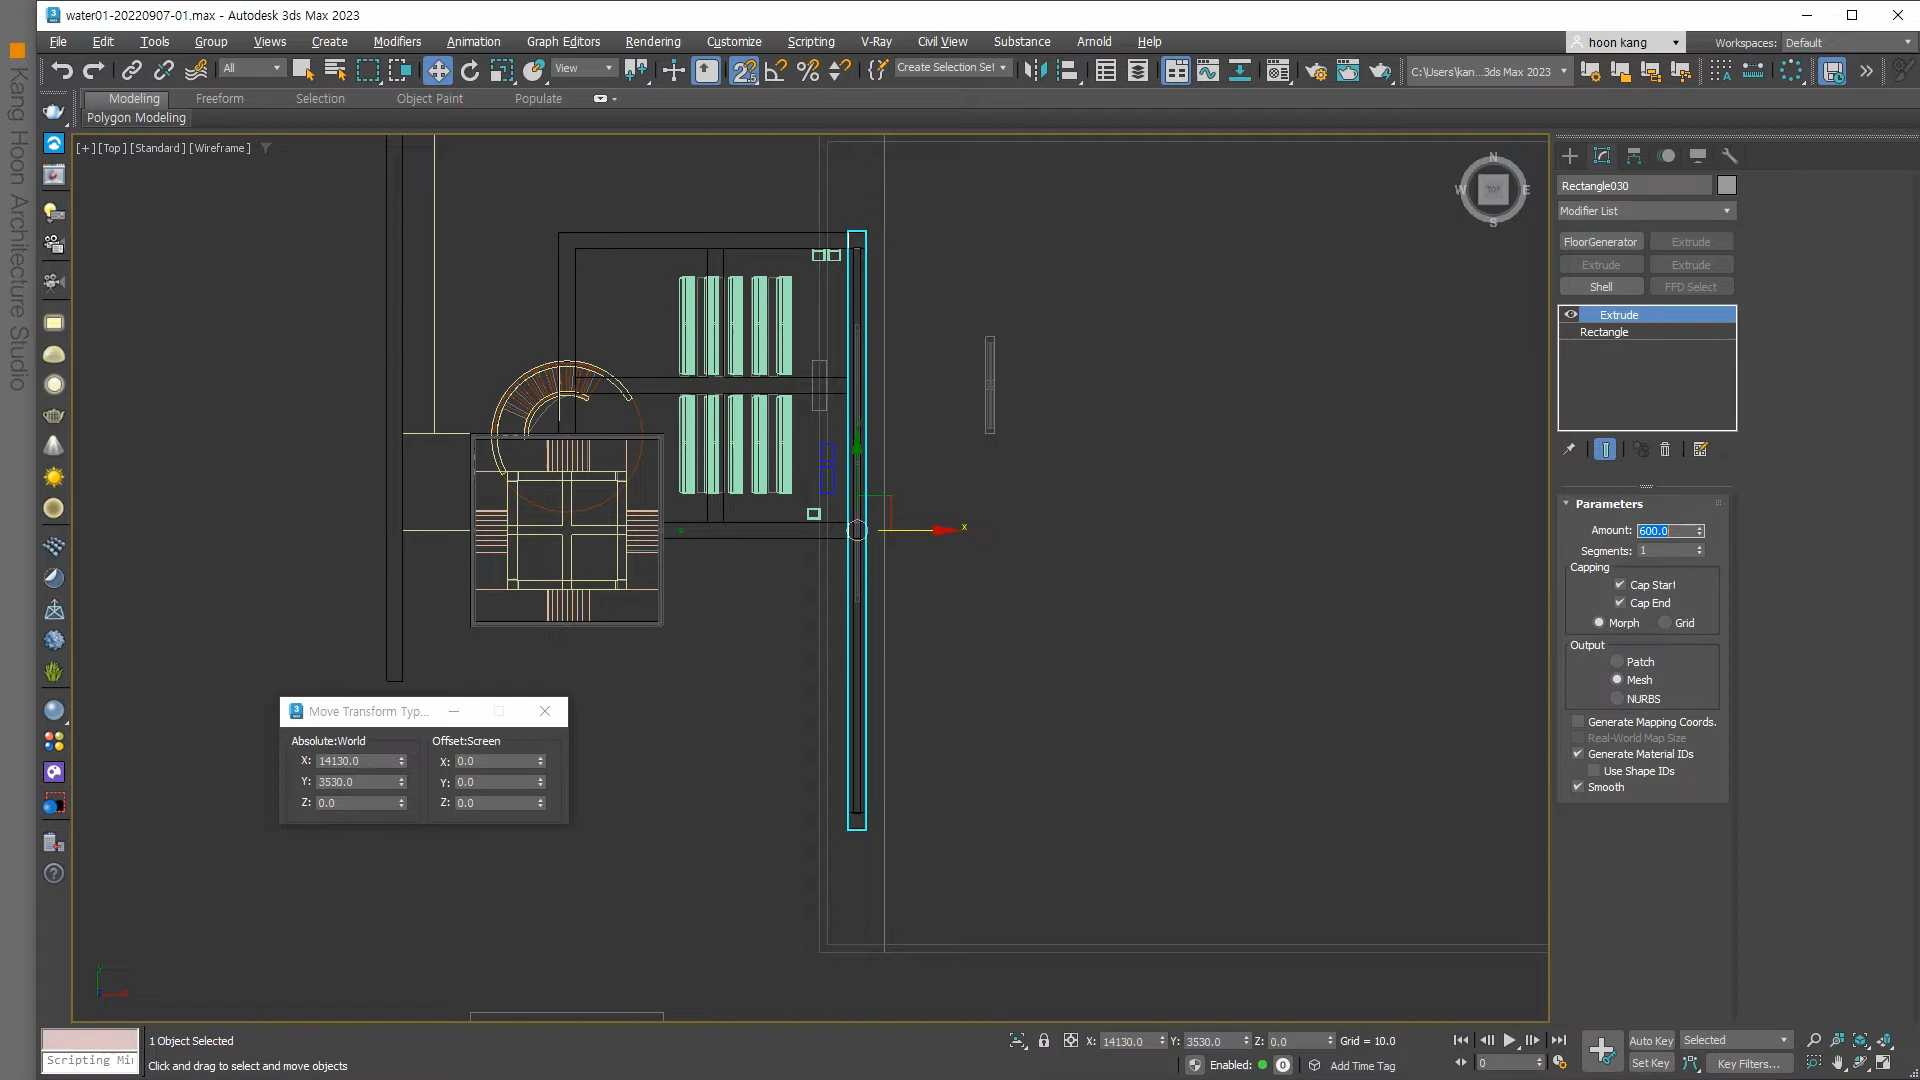 water01-20220907-01.max - Autodesk 3ds Max 2023
File Edit Tools Group Views Create Modifiers Animation Graph Editors Rendering Customize Scripting V-Ray Civil View Substance Arnold Help
hoon kang
Workspaces: Default
All
View
Create Selection Set
C:\Users\kan...3ds Max 2023
Modeling Freeform Selection Object Paint Populate
Polygon Modeling
Kang Hoon Architecture Studio
[+] [Top] [Standard] [Wireframe]
N
W TOP E
S
Rectangle030
Modifier List
FloorGenerator Extrude
Extrude Extrude
Shell FFD Select
Extrude
Rectangle
Parameters
Amount: 600.0
Segments: 1
Capping
Cap Start
Cap End
Morph Grid
Output
Patch
Mesh
NURBS
Generate Mapping Coords.
Real-World Map Size
Generate Material IDs
Use Shape IDs
Smooth
x
Move Transform Typ...
Absolute:World Offset:Screen
X: 14130.0 X: 0.0
Y: 3530.0 Y: 0.0
Z: 0.0 Z: 0.0
Scripting Mi
1 Object Selected
Click and drag to select and move objects
X: 14130.0 Y: 3530.0 Z: 0.0 Grid = 10.0
Enabled: 0 Add Time Tag
0
Auto Key Selected
Set Key Key Filters...